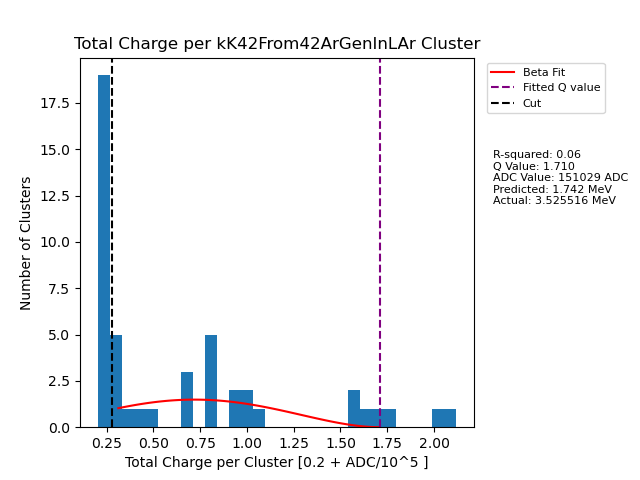 Total Charge per kK42From42ArGenInLAr Cluster
Beta Fit
Fitted Q value
Cut
R-squared: 0.06
Q Value: 1.710
ADC Value: 151029 ADC
Predicted: 1.742 MeV
Actual: 3.525516 MeV
Number of Clusters
17.5
15.0
12.5
10.0
7.5
5.0
2.5
0.0
0.25 0.50 0.75 1.00 1.25 1.50 1.75 2.00
Total Charge per Cluster [0.2 + ADC/10^5 ]